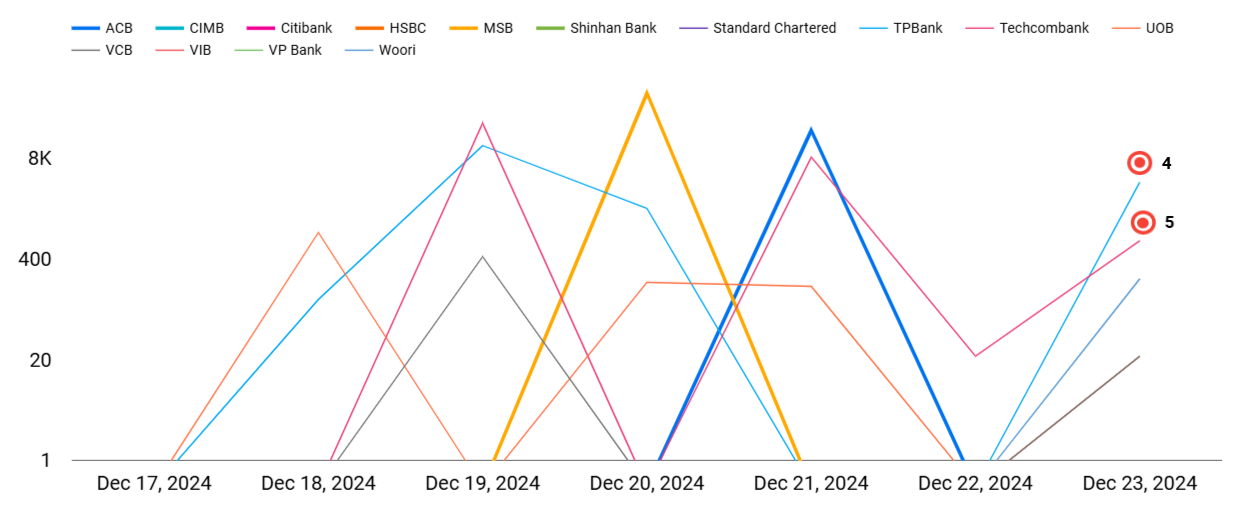 ACB CIMB Citibank HSBC MSB Shinhan Bank Standard Chartered TPBank Techcombank UOB
VCB VIB VP Bank Woori
8K
4
5
400
20
1
Dec 17, 2024 Dec 18, 2024 Dec 19, 2024 Dec 20, 2024 Dec 21, 2024 Dec 22, 2024 Dec 23, 2024